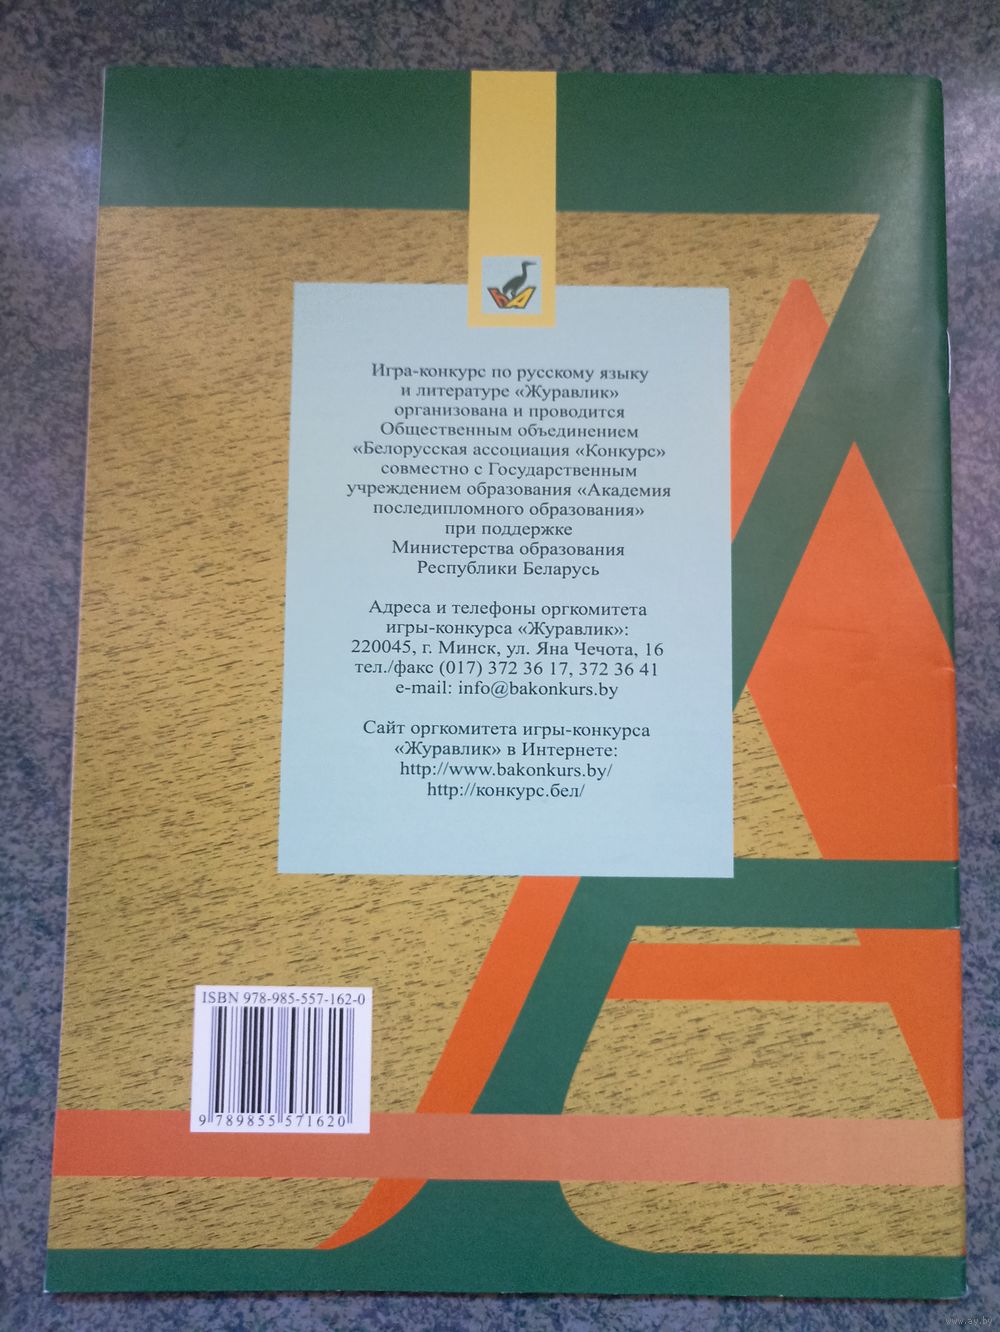 Игра-конкурс по русскому языку
и литературе «Журавлик»
организована и проводится
Общественным объединением
«Белорусская ассоциация «Конкурс»
совместно с Государственным
учреждением образования «Академия
последипломного образования»
при поддержке
Министерства образования
Республики Беларусь
Адреса и телефоны оргкомитета
игры-конкурса «Журавлик»:
220045, г. Минск, ул. Яна Чечота, 16
тел./факс (017) 372 36 17, 372 36 41
e-mail: info@bakonkurs.by
Сайт оргкомитета игры-конкурса
«Журавлик» в Интернете:
http://www.bakonkurs.by/
http://конкурс.бел/
ISBN 978-985-557-162-0
9 789855 571620
www.ay.by